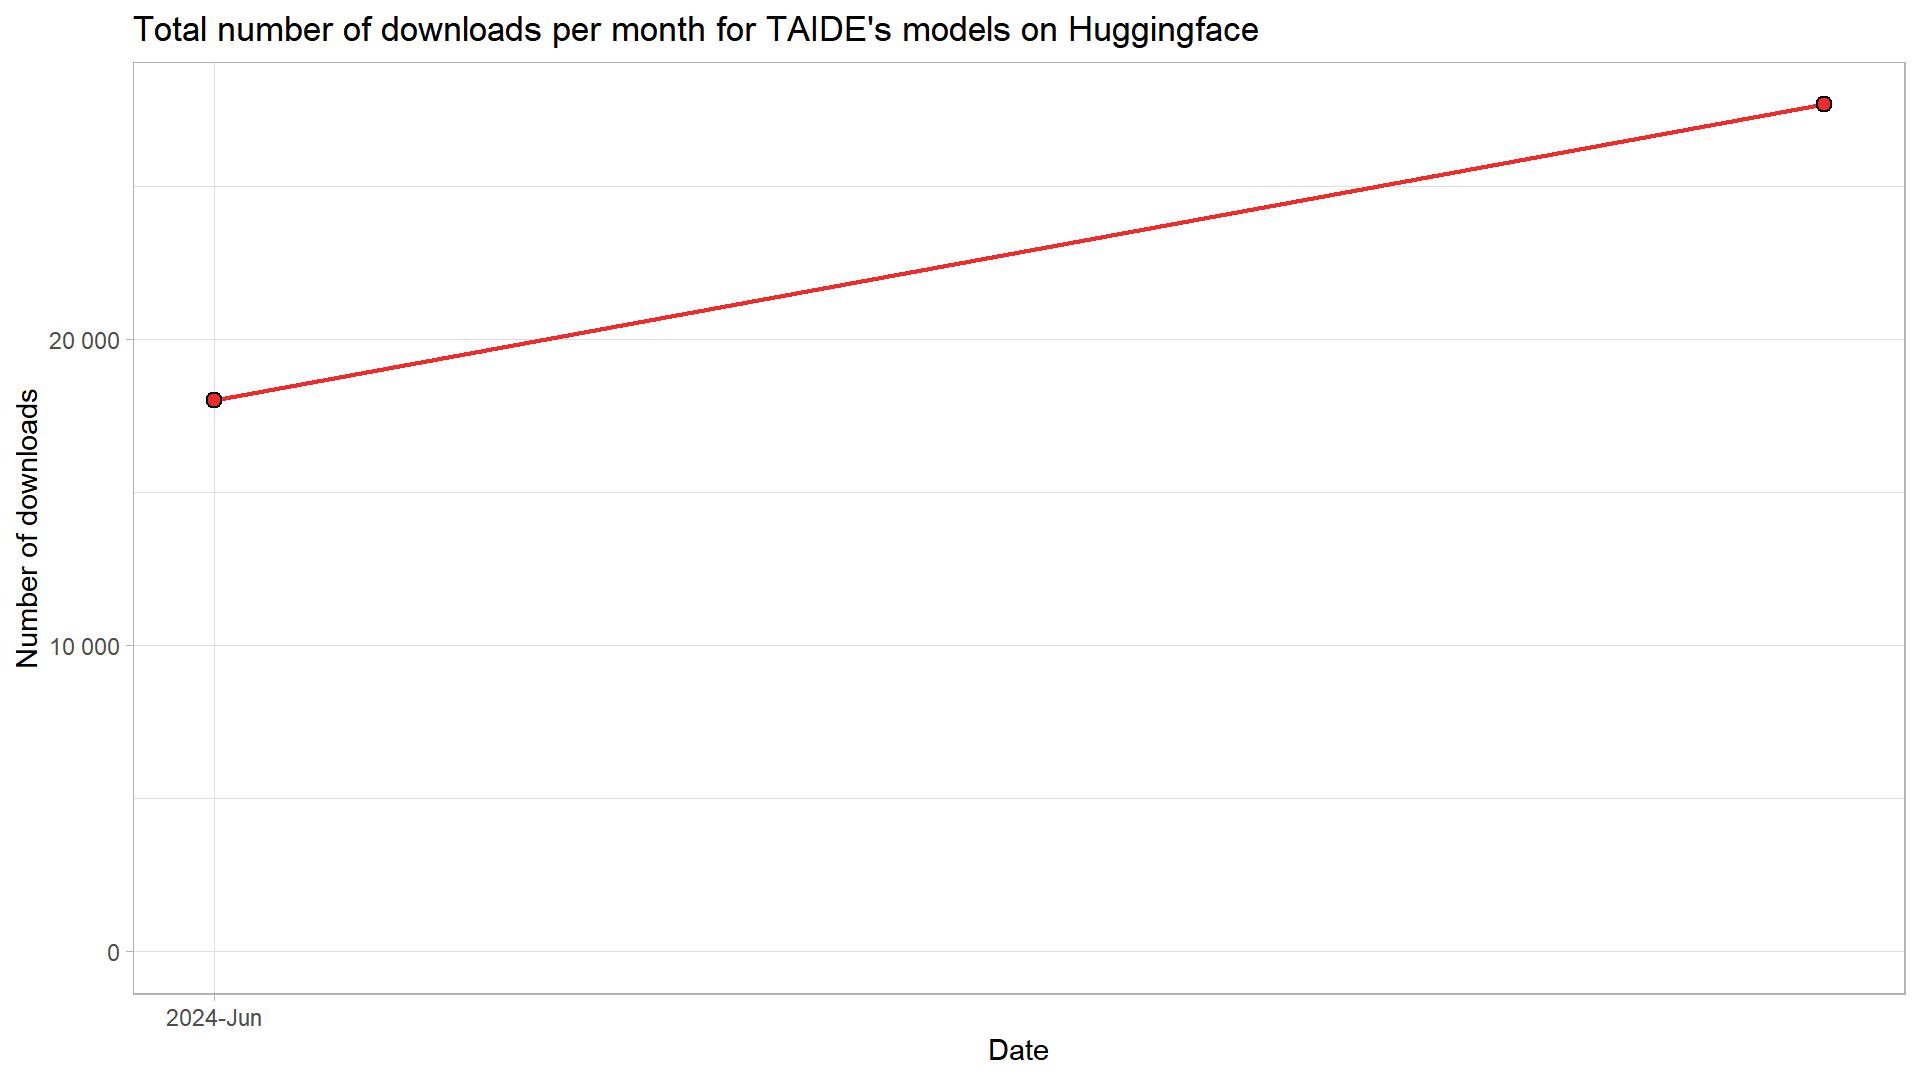 Total number of downloads per month for TAIDE's models on Huggingface
Number of downloads
20 000
10 000
0
2024-Jun
Date